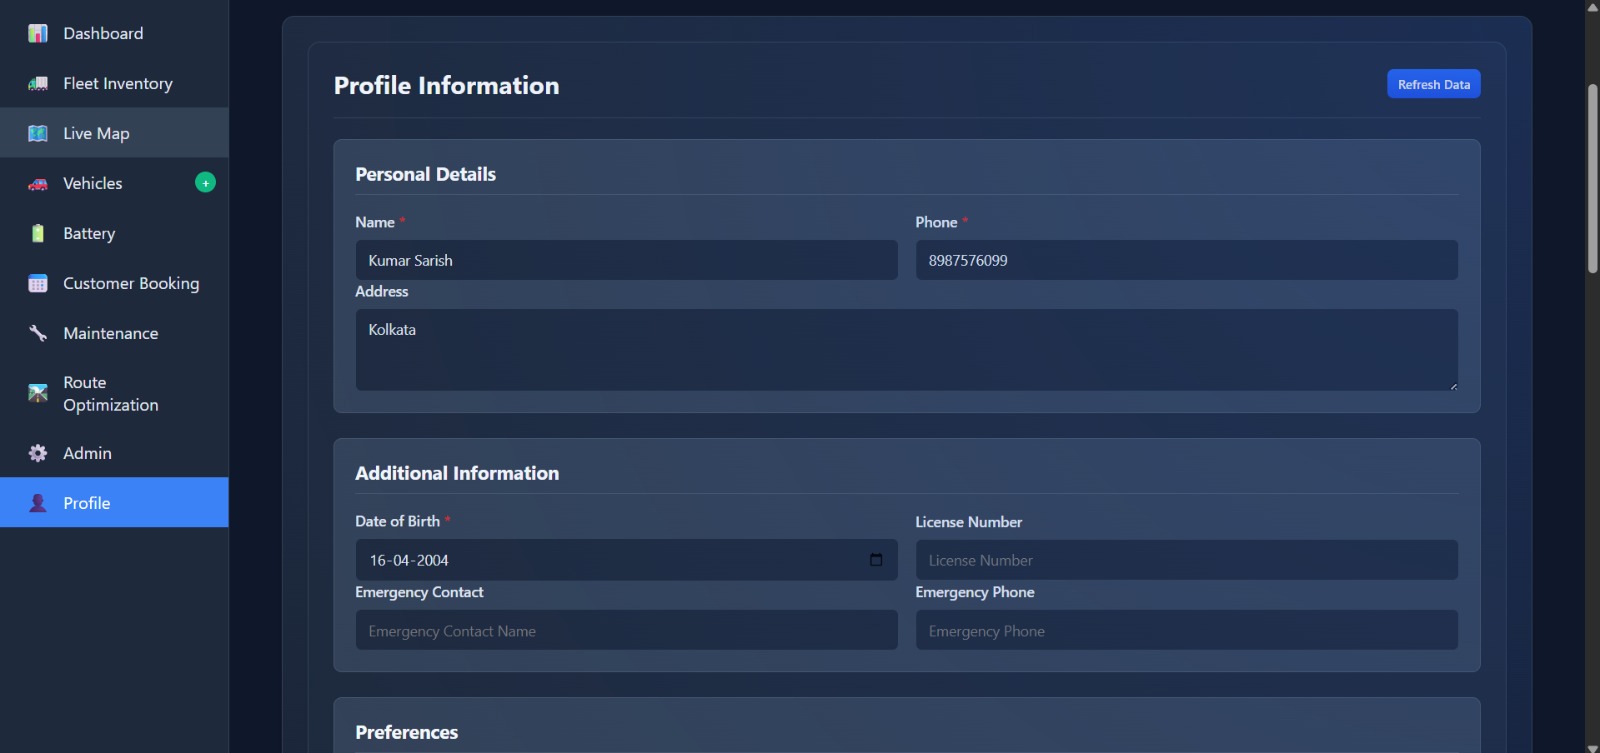 Dashboard
Fleet Inventory
Live Map
Vehicles +
Battery
Customer Booking
Maintenance
Route
Optimization
Admin
Profile
Profile Information
Refresh Data
Personal Details
Name * Phone *
Kumar Sarish 8987576099
Address
Kolkata
Additional Information
Date of Birth * License Number
16-04-2004 License Number
Emergency Contact Emergency Phone
Emergency Contact Name Emergency Phone
Preferences